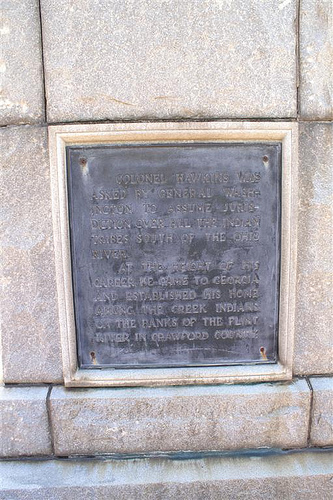 COLONEL HAWKINS WAS
ASKED BY GENERAL WASH-
INGTON TO ASSUME JURIS-
DICTION OVER ALL THE INDIAN
TRIBES SOUTH OF THE OHIO
RIVER.
AT THE HEIGHT OF HIS
CAREER HE CAME TO GEORGIA
AND ESTABLISHED HIS HOME
AMONG THE CREEK INDIANS
ON THE BANKS OF THE FLINT
RIVER IN CRAWFORD COUNTY.